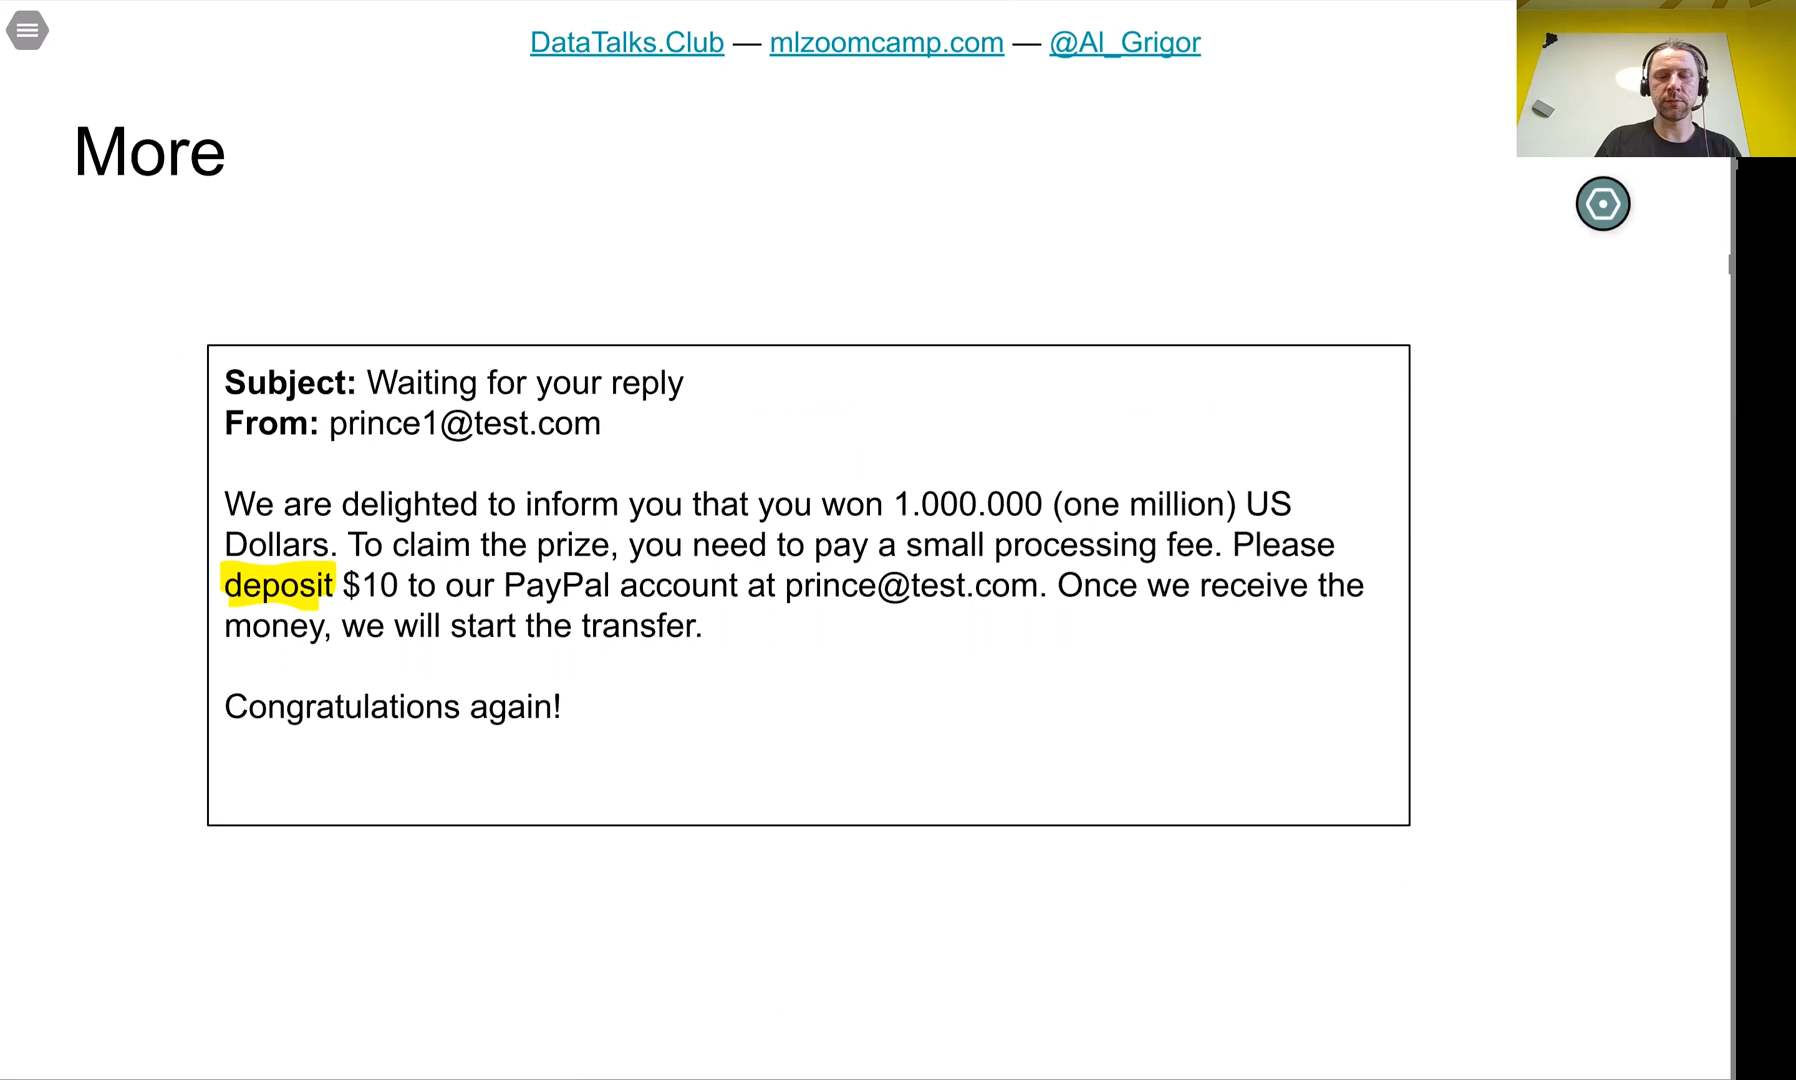 DataTalks.Club — mlzoomcamp.com — @Al_Grigor
More
Subject: Waiting for your reply
From: prince1@test.com
We are delighted to inform you that you won 1.000.000 (one million) US
Dollars. To claim the prize, you need to pay a small processing fee. Please
deposit $10 to our PayPal account at prince@test.com. Once we receive the
money, we will start the transfer.
Congratulations again!